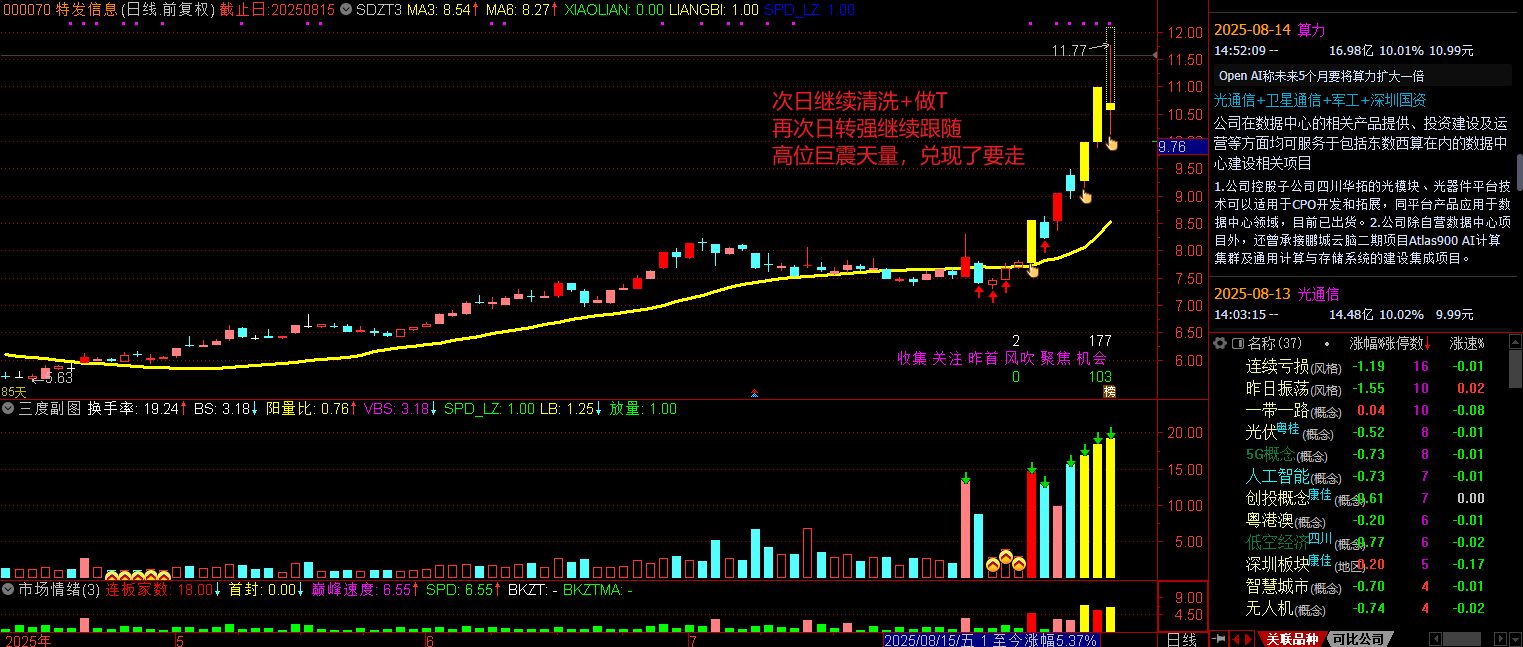 000070 特发信息(日线 前复权) 截止日:20250815 SDZT3 MA3: 8.54↑ MA6: 8.27↑ XIAOLIAN: 0.00 LIANGBI: 1.00 SPD_LZ: 1.00
12.00
11.77
11.50
11.00
次日继续清洗+做T
10.50
再次日转强继续跟随
高位巨震天量，兑现了要走
9.76
9.50
9.00
8.50
8.00
7.50
7.00
6.50
6.00
2 177
收集 关注 昨首 风吹 聚焦 机会
0 103
5.63
85天
榜
三度副图 换手率: 19.24↑ BS: 3.18↓ 阳量比: 0.76↑ VBS: 3.18↓ SPD_LZ: 1.00 LB: 1.25↓ 放量: 1.00
20.00
15.00
10.00
5.00
市场情绪(3) 连板家数: 18.00↓ 首封: 0.00↓ 巅峰速度: 6.55↑ SPD: 6.55↑ BKZT: - BKZTMA: -
9.00
4.50
2025年 5 6 7 2025/08/15/五 1 至今涨幅5.37% 日线
2025-08-14 算力
14:52:09 -- 16.98亿 10.01% 10.99元
Open AI称未来5个月要将算力扩大一倍
光通信+卫星通信+军工+深圳国资
公司在数据中心的相关产品提供、投资建设及运
营等方面均可服务于包括东数西算在内的数据中
心建设相关项目
1.公司控股子公司四川华拓的光模块、光器件平台技
术可以适用于CPO开发和拓展，同平台产品应用于数
据中心领域，目前已出货。2.公司除自营数据中心项
目外，还曾承接鹏城云脑二期项目Atlas900 AI计算
集群及通用计算与存储系统的建设集成项目。
2025-08-13 光通信
14:03:15 -- 14.48亿 10.02% 9.99元
名称(37) 涨幅% 涨停数↓ 涨速%
连续亏损(风格) -1.19 16 -0.01
昨日振荡(风格) -1.55 10 0.02
一带一路(概念) 0.04 10 -0.08
光伏粤桂(概念) -0.52 8 -0.01
5G概念(概念) -0.73 8 -0.01
人工智能(概念) -0.73 7 -0.01
创投概念康佳(概念) .61 7 0.00
粤港澳(概念) -0.20 6 -0.01
低空经济四川(概念) .77 6 -0.02
深圳板块康佳(地区) .20 5 -0.17
智慧城市(概念) -0.70 4 -0.01
无人机(概念) -0.74 4 -0.02
关联品种 可比公司